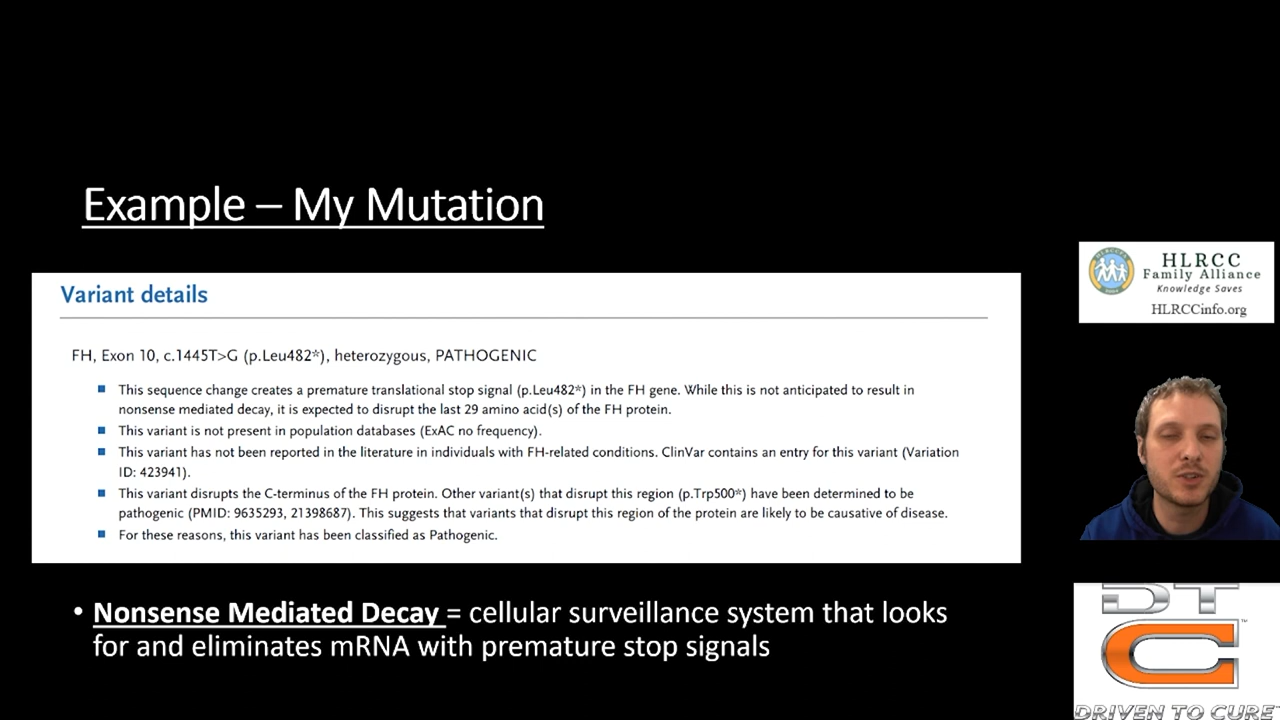 Example – My Mutation
Variant details
FH, Exon 10, c.1445T>G (p.Leu482*), heterozygous, PATHOGENIC
■ This sequence change creates a premature translational stop signal (p.Leu482*) in the FH gene. While this is not anticipated to result in
nonsense mediated decay, it is expected to disrupt the last 29 amino acid(s) of the FH protein.
■ This variant is not present in population databases (ExAC no frequency).
■ This variant has not been reported in the literature in individuals with FH-related conditions. ClinVar contains an entry for this variant (Variation
ID: 423941).
■ This variant disrupts the C-terminus of the FH protein. Other variant(s) that disrupt this region (p.Trp500*) have been determined to be
pathogenic (PMID: 9635293, 21398687). This suggests that variants that disrupt this region of the protein are likely to be causative of disease.
■ For these reasons, this variant has been classified as Pathogenic.
• Nonsense Mediated Decay = cellular surveillance system that looks
for and eliminates mRNA with premature stop signals
HLRCC
Family Alliance
Knowledge Saves
HLRCCinfo.org
DT
C™
DRIVEN TO CURE